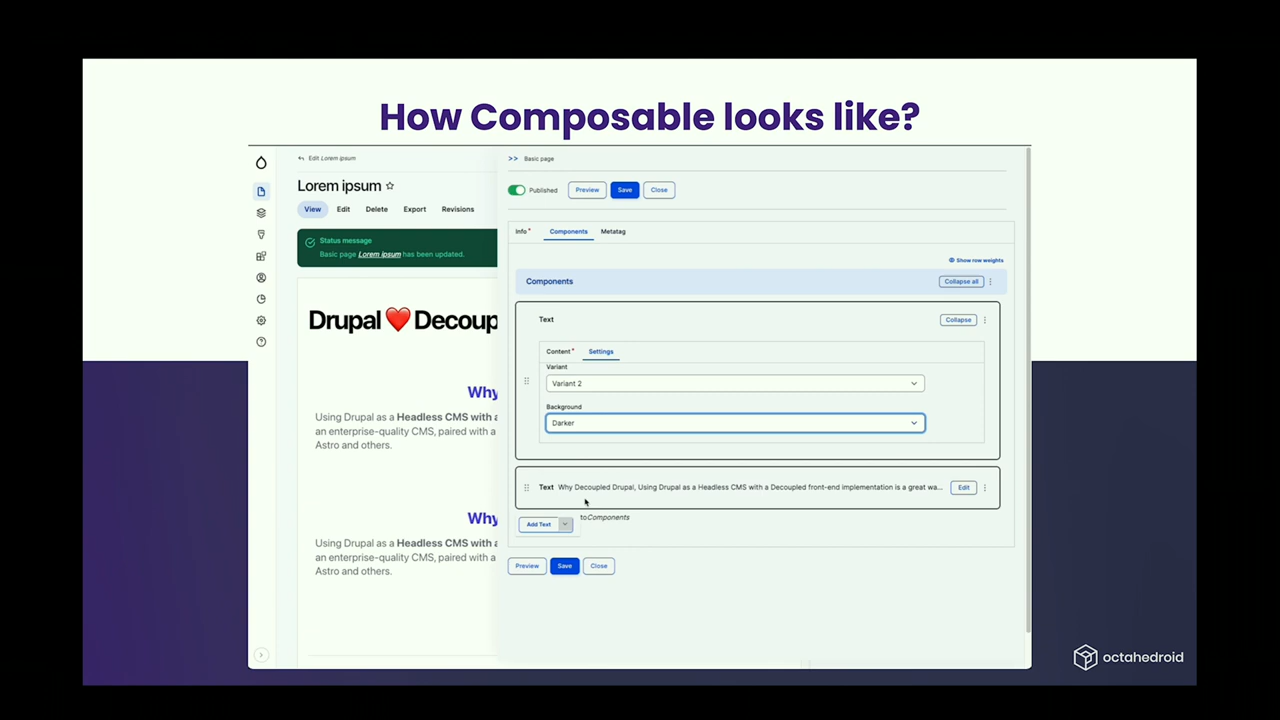 How Composable looks like?
Edit Lorem ipsum
Lorem ipsum
View Edit Delete Export Revisions
Status message
Basic page Lorem ipsum has been updated.
Drupal ❤️ Decoup
Why
Using Drupal as a Headless CMS with a
an enterprise-quality CMS, paired with a
Astro and others.
Why
Using Drupal as a Headless CMS with a
an enterprise-quality CMS, paired with a
Astro and others.
>> Basic page
Published Preview Save Close
Info* Components Metatag
Show row weights
Components Collapse all
Text Collapse
Content* Settings
Variant
Variant 2
Background
Darker
Text Why Decoupled Drupal, Using Drupal as a Headless CMS with a Decoupled front-end implementation is a great wa... Edit
Add Text to Components
Preview Save Close
octahedroid